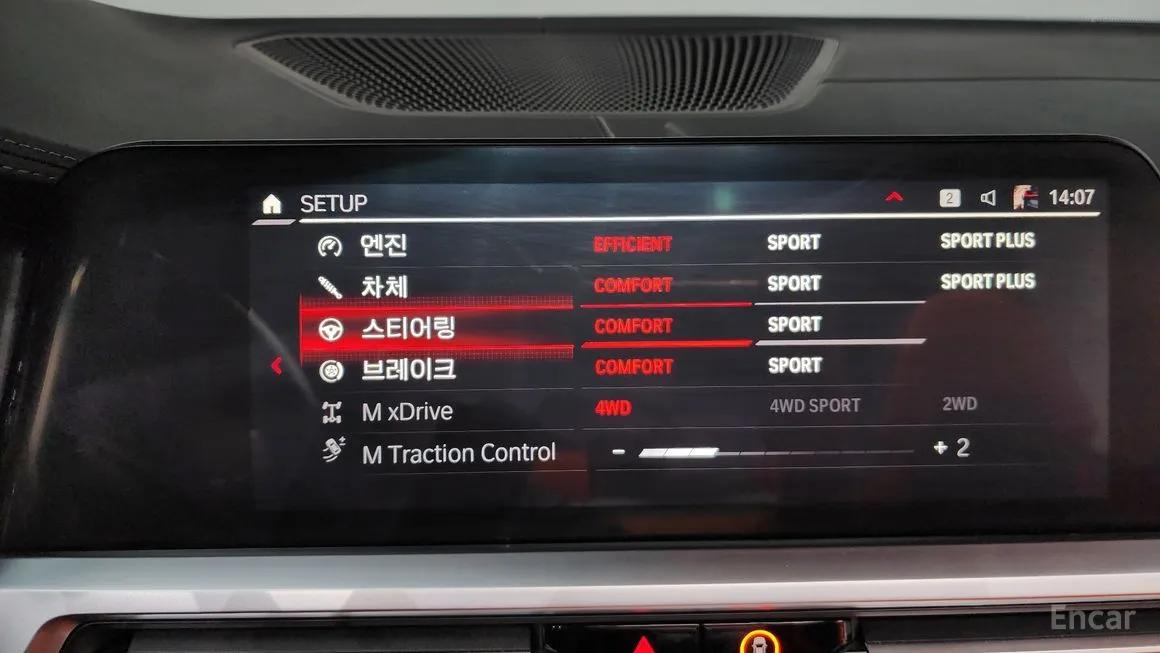 SETUP 2 14:07
엔진 EFFICIENT SPORT SPORT PLUS
차체 COMFORT SPORT SPORT PLUS
스티어링 COMFORT SPORT
브레이크 COMFORT SPORT
M xDrive 4WD 4WD SPORT 2WD
M Traction Control - + 2
Encar